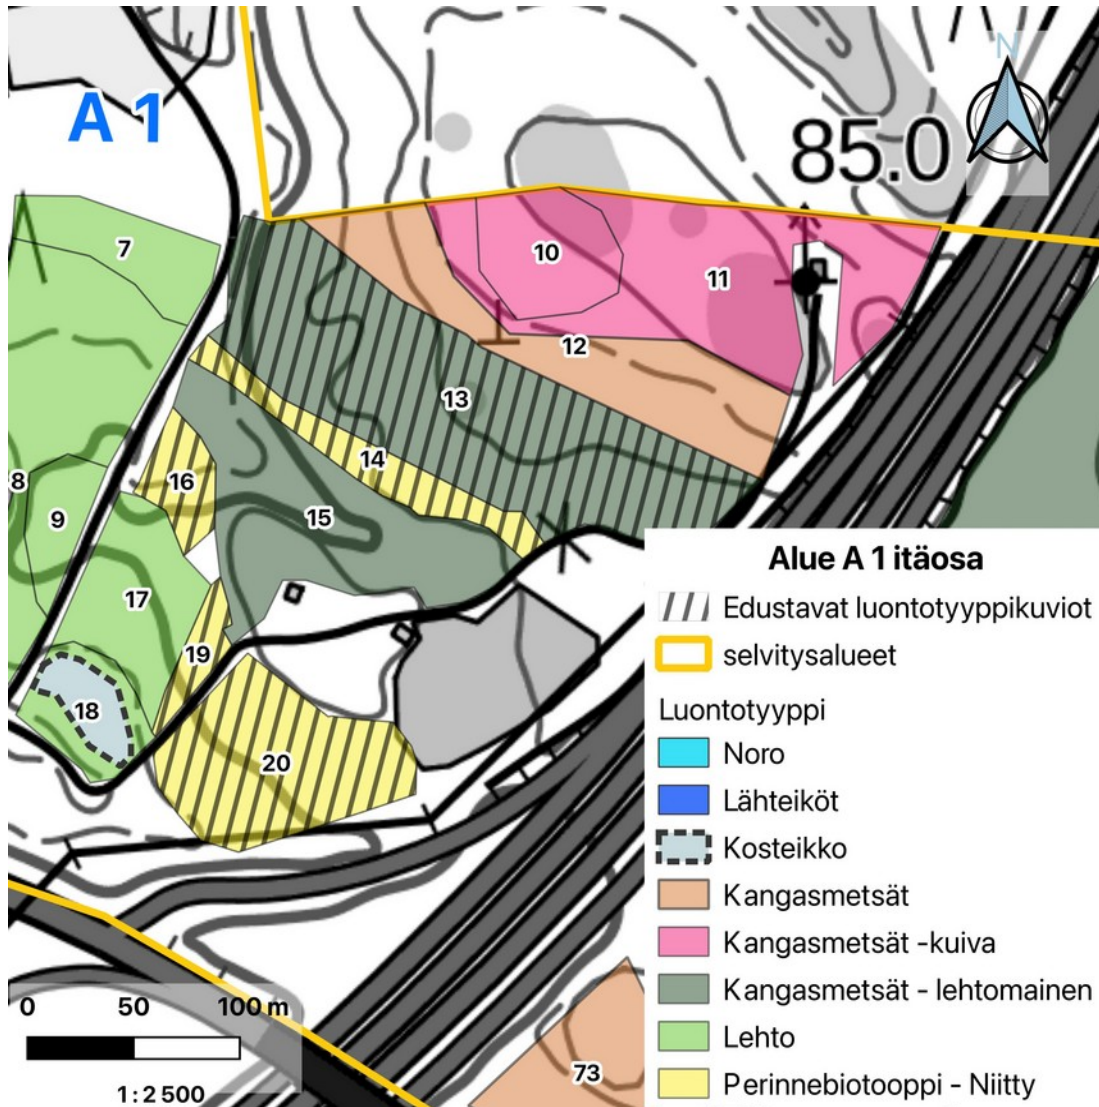 N
A 1
85.0
7
10
11
12
13
14
8
16
15
9
17
19
18
20
Alue A 1 itäosa
Edustavat luontotyyppikuviot
selvitysalueet
Luontotyyppi
Noro
Lähteiköt
Kosteikko
Kangasmetsät
Kangasmetsät -kuiva
Kangasmetsät - lehtomainen
Lehto
Perinnebiotooppi - Niitty
0 50 100 m
1:2 500
73